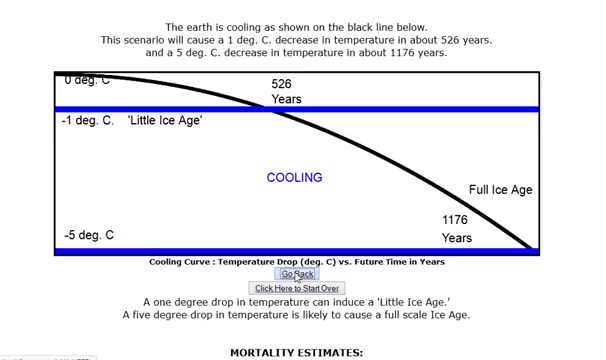 The earth is cooling as shown on the black line below.
This scenario will cause a 1 deg. C. decrease in temperature in about 526 years.
and a 5 deg. C. decrease in temperature in about 1176 years.
0 deg. C
526
Years
-1 deg. C. 'Little Ice Age'
COOLING
Full Ice Age
1176
Years
-5 deg. C
Cooling Curve : Temperature Drop (deg. C) vs. Future Time in Years
Go Back
Click Here to Start Over
A one degree drop in temperature can induce a 'Little Ice Age.'
A five degree drop in temperature is likely to cause a full scale Ice Age.
MORTALITY ESTIMATES: